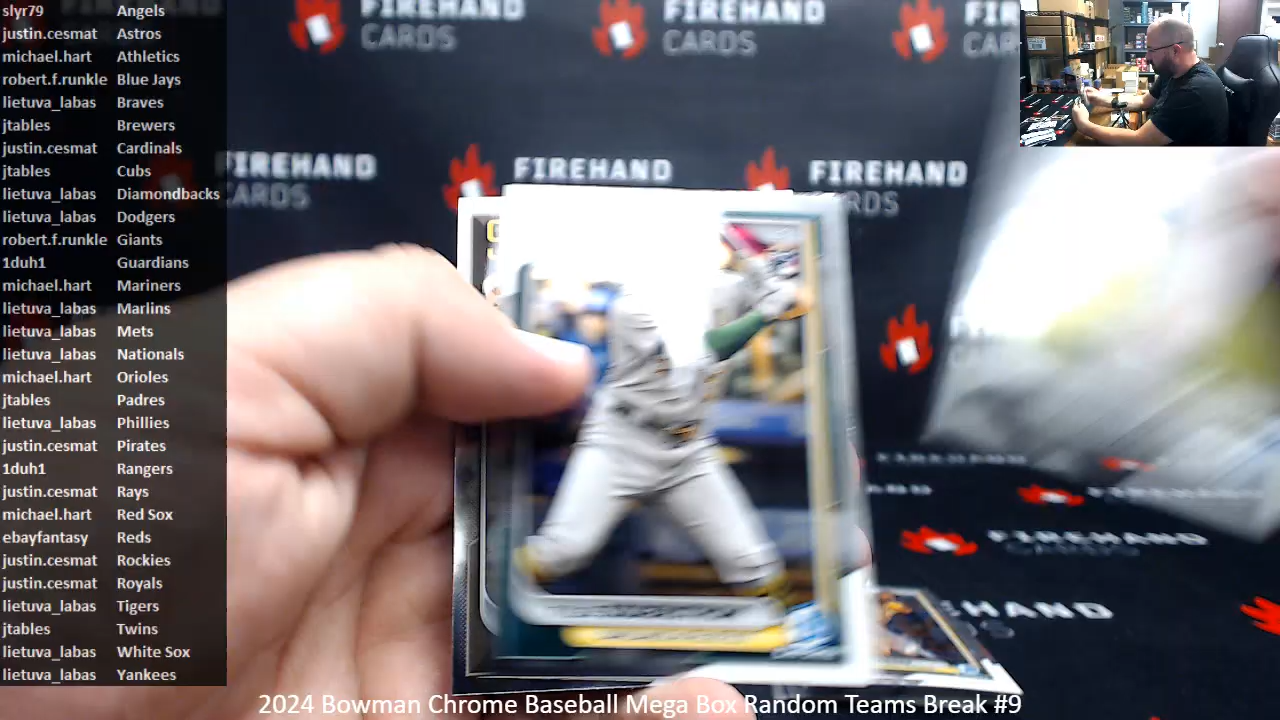 slyr79 Angels
justin.cesmat Astros
michael.hart Athletics
robert.f.runkle Blue Jays
lietuva_labas Braves
jtables Brewers
justin.cesmat Cardinals
jtables Cubs
lietuva_labas Diamondbacks
lietuva_labas Dodgers
robert.f.runkle Giants
1duh1 Guardians
michael.hart Mariners
lietuva_labas Marlins
lietuva_labas Mets
lietuva_labas Nationals
michael.hart Orioles
jtables Padres
lietuva_labas Phillies
justin.cesmat Pirates
1duh1 Rangers
justin.cesmat Rays
michael.hart Red Sox
ebayfantasy Reds
justin.cesmat Rockies
justin.cesmat Royals
lietuva_labas Tigers
jtables Twins
lietuva_labas White Sox
lietuva_labas Yankees
FIREHAND CARDS
FIREHAND CARDS
FIREHAND CARDS
FIREHAND
FIREHAND CARDS
2024 Bowman Chrome Baseball Mega Box Random Teams Break #9